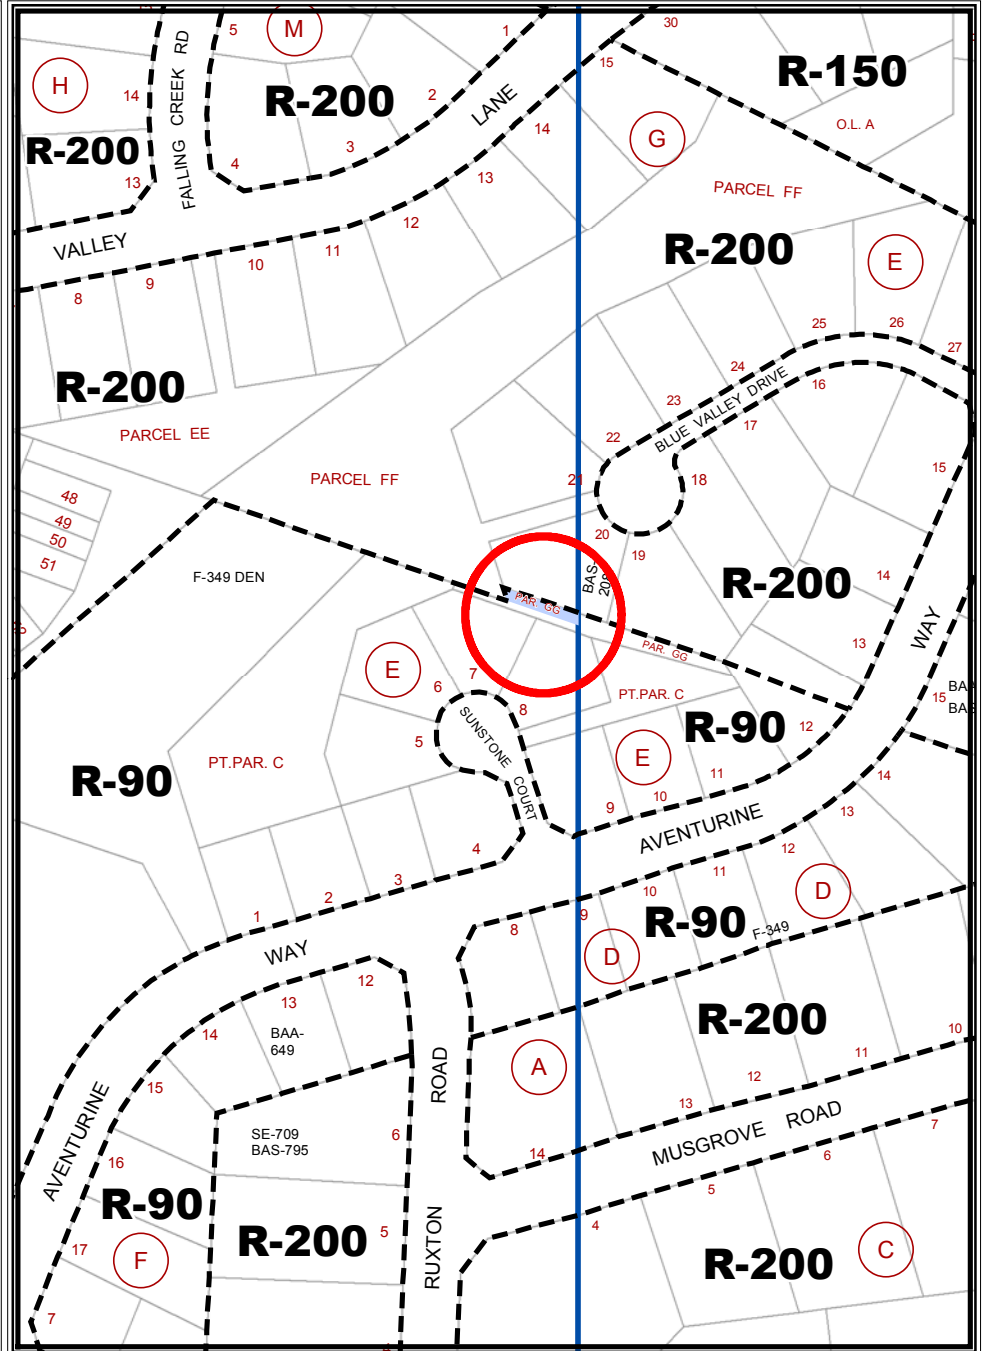 5
M
1
30
FALLING CREEK RD
H
14
R-200
2
LANE
15
R-150
O.L. A
R-200
3
4
14
G
13
13
PARCEL FF
12
VALLEY
11
10
9
8
R-200
E
25
26
27
24
16
BLUE VALLEY DRIVE
23
17
22
R-200
PARCEL EE
PARCEL FF
21
18
15
48
49
50
51
20
19
F-349 DEN
BAS-
208
R-200
14
PAR. GG
PAR. GG
WAY
13
E
7
6
8
PT.PAR. C
15
5
SUNSTONE COURT
R-90
12
PT.PAR. C
R-90
E
11
10
9
14
13
AVENTURINE
4
12
11
3
10
D
2
1
8
9
R-90
F-349
D
WAY
12
13
14
BAA-
649
R-200
10
ROAD
A
11
12
15
13
AVENTURINE
SE-709
BAS-795
6
MUSGROVE ROAD
7
14
6
16
5
R-90
R-200
5
RUXTON
4
17
F
R-200
C
7